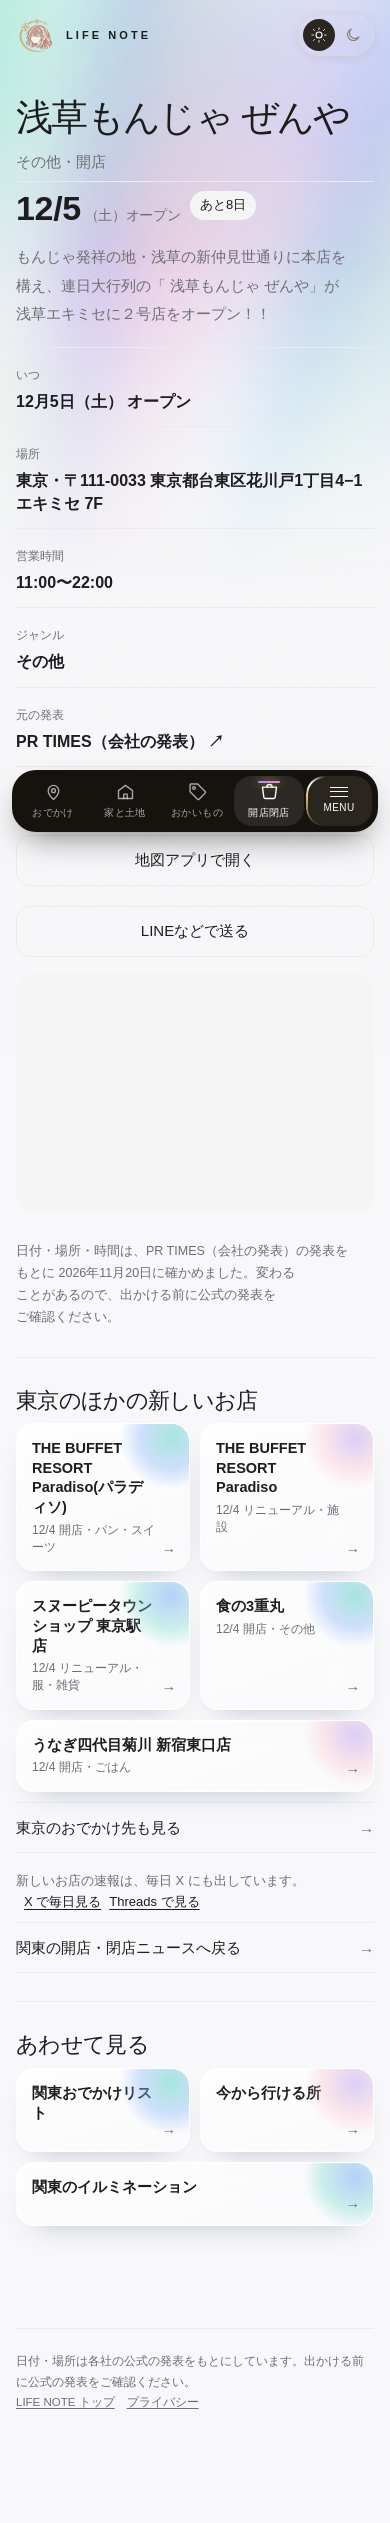 LIFE NOTE
浅草もんじゃ ぜんや
その他・開店
12/5（土）オープン あと8日
もんじゃ発祥の地・浅草の新仲見世通りに本店を
構え、連日大行列の「 浅草もんじゃ ぜんや」が
浅草エキミセに２号店をオープン！！
いつ
12月5日（土） オープン
場所
東京・〒111-0033 東京都台東区花川戸1丁目4−1
エキミセ 7F
営業時間
11:00〜22:00
ジャンル
その他
元の発表
PR TIMES（会社の発表） ↗
おでかけ 家と土地 おかいもの 開店閉店 MENU
地図アプリで開く
LINEなどで送る
日付・場所・時間は、PR TIMES（会社の発表）の発表を
もとに 2026年11月20日に確かめました。変わる
ことがあるので、出かける前に公式の発表を
ご確認ください。
東京のほかの新しいお店
THE BUFFET
RESORT
Paradiso(パラデ
ィソ)
12/4 開店・パン・スイ
ーツ
→
THE BUFFET
RESORT
Paradiso
12/4 リニューアル・施
設
→
スヌーピータウン
ショップ 東京駅
店
12/4 リニューアル・
服・雑貨
→
食の3重丸
12/4 開店・その他
→
うなぎ四代目菊川 新宿東口店
12/4 開店・ごはん
→
東京のおでかけ先も見る →
新しいお店の速報は、毎日 X にも出しています。
X で毎日見る Threads で見る
関東の開店・閉店ニュースへ戻る →
あわせて見る
関東おでかけリス
ト
→
今から行ける所
→
関東のイルミネーション
→
日付・場所は各社の公式の発表をもとにしています。出かける前
に公式の発表をご確認ください。
LIFE NOTE トップ プライバシー